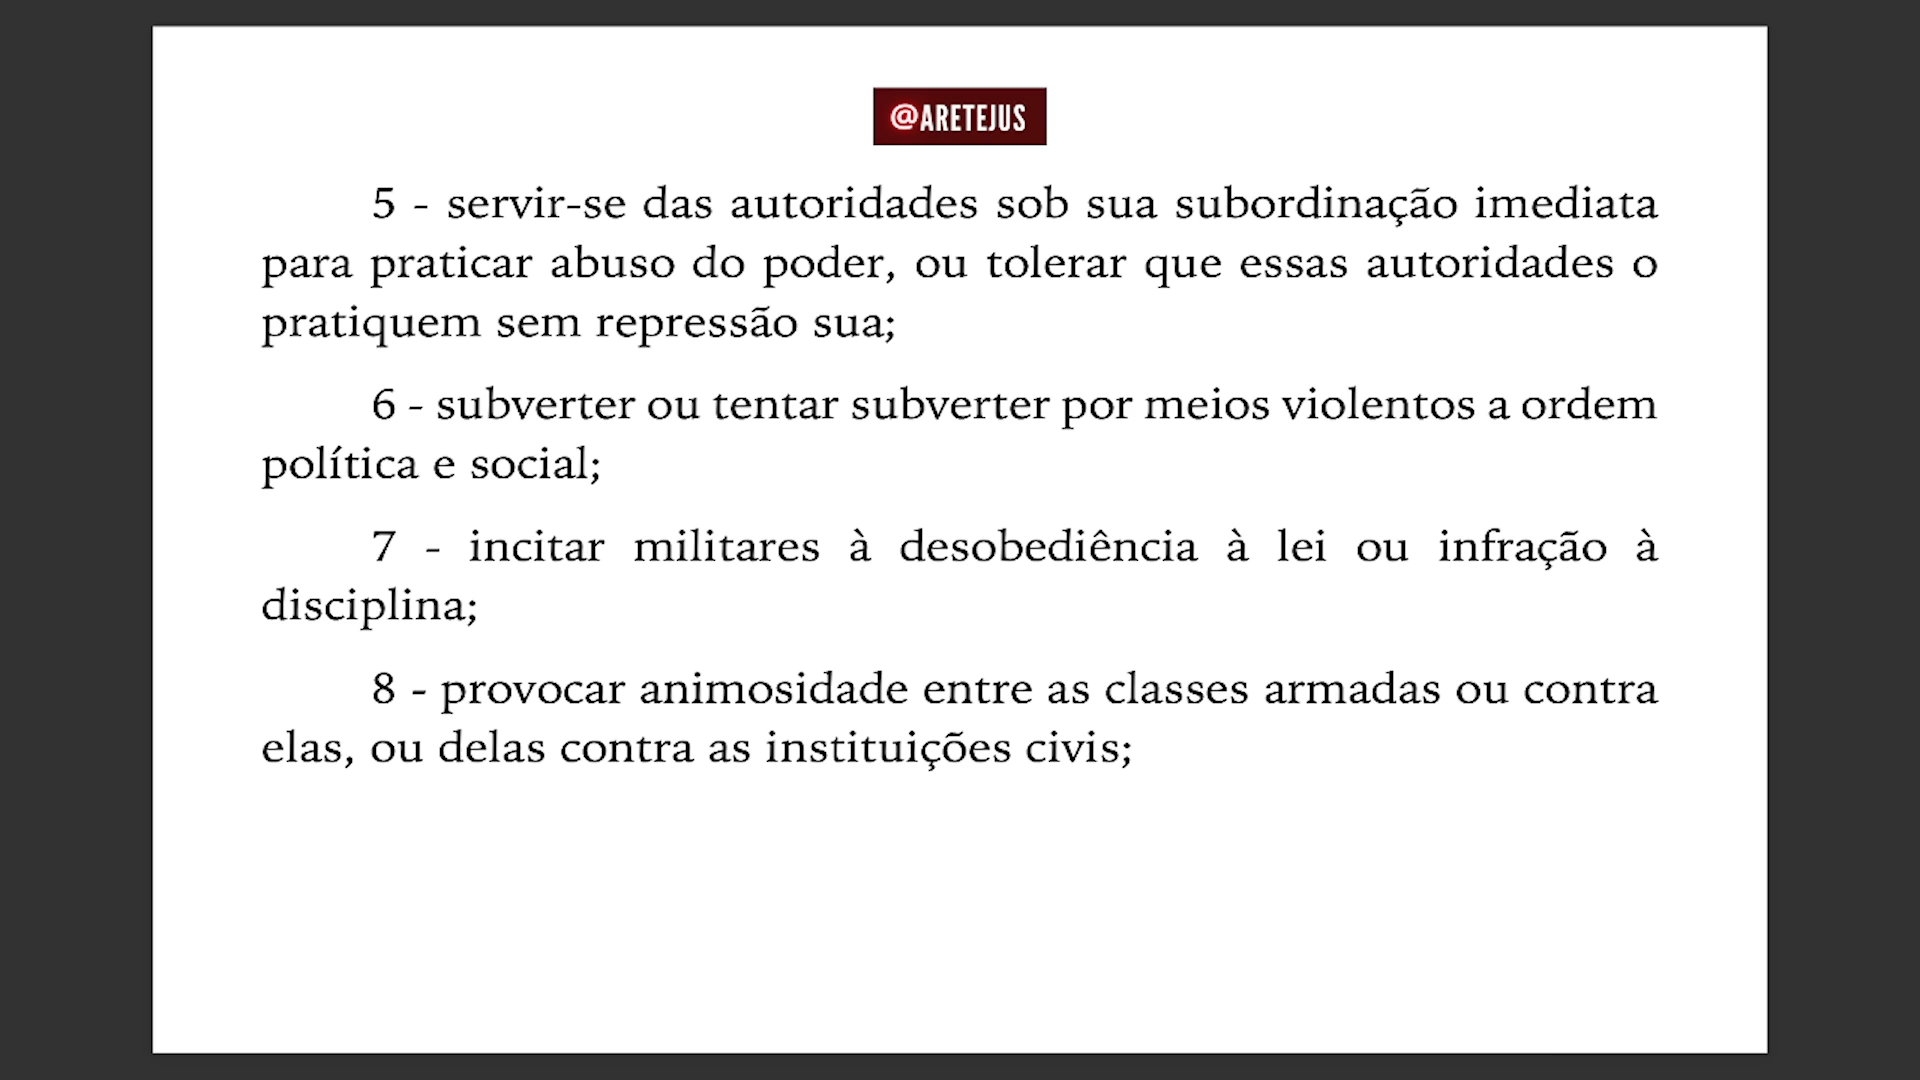 @ARETEJUS
5 - servir-se das autoridades sob sua subordinação imediata
para praticar abuso do poder, ou tolerar que essas autoridades o
pratiquem sem repressão sua;
6 - subverter ou tentar subverter por meios violentos a ordem
política e social;
7 - incitar militares à desobediência à lei ou infração à
disciplina;
8 - provocar animosidade entre as classes armadas ou contra
elas, ou delas contra as instituições civis;